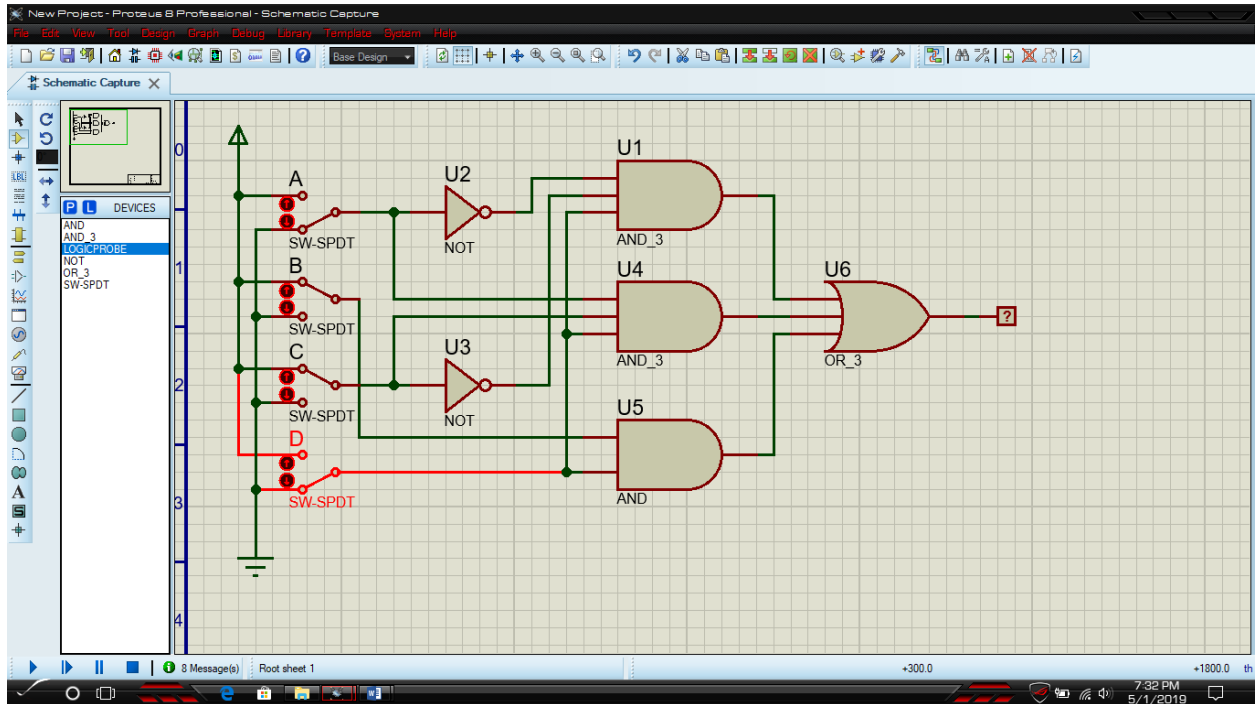 New Project - Proteus 8 Professional - Schematic Capture
File Edit View Tool Design Graph Debug Library Template System Help
Base Design
Schematic Capture
P L DEVICES
AND
AND_3
LOGICPROBE
NOT
OR_3
SW-SPDT
0
1
2
3
4
A
SW-SPDT
B
SW-SPDT
C
SW-SPDT
D
SW-SPDT
U2
NOT
U3
NOT
U1
AND_3
U4
AND_3
U5
AND
U6
OR_3
?
8 Message(s) Root sheet 1 +300.0 +1800.0 th
7:32 PM
5/1/2019